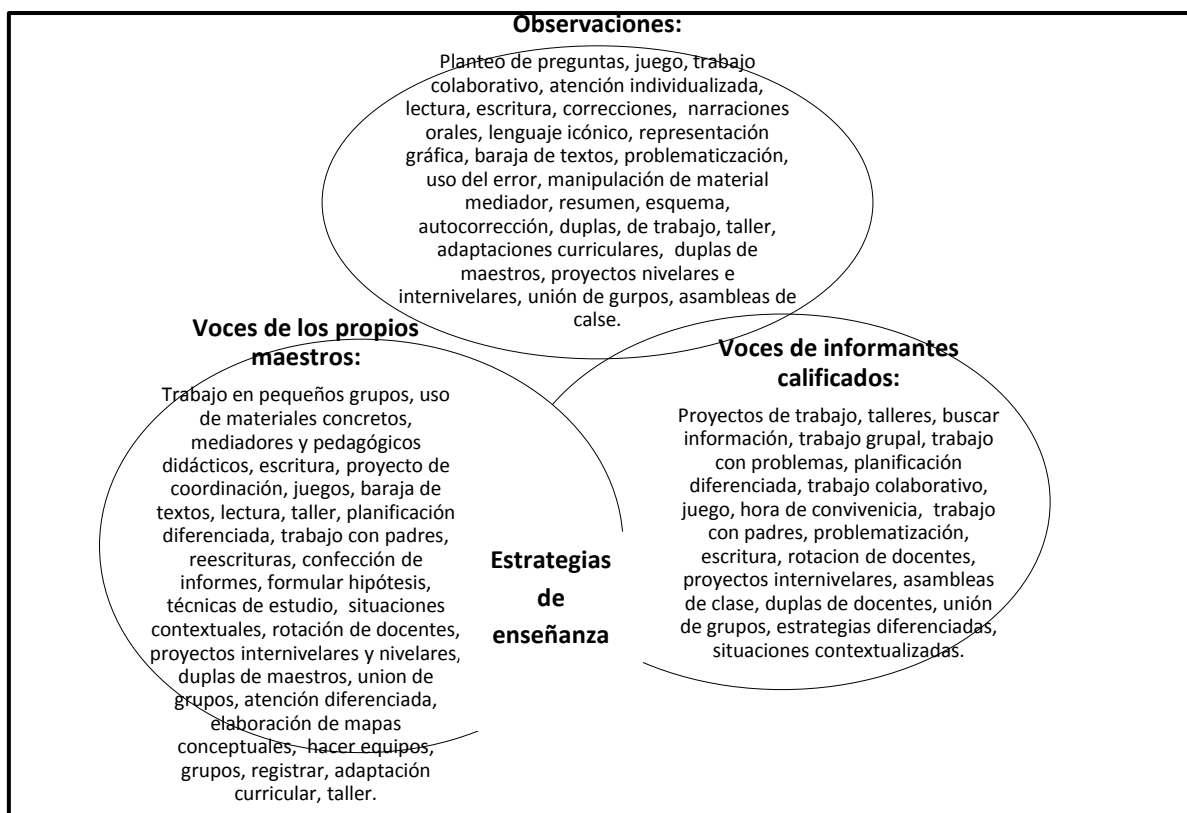 Observaciones:
Planteo de preguntas, juego, trabajo
colaborativo, atención individualizada,
lectura, escritura, correcciones, narraciones
orales, lenguaje icónico, representación
gráfica, baraja de textos, problematiczación,
uso del error, manipulación de material
mediador, resumen, esquema,
autocorrección, duplas, de trabajo, taller,
adaptaciones curriculares, duplas de
maestros, proyectos nivelares e
internivelares, unión de gurpos, asambleas de
calse.
Voces de los propios
maestros:
Trabajo en pequeños grupos, uso
de materiales concretos,
mediadores y pedagógicos
didácticos, escritura, proyecto de
coordinación, juegos, baraja de
textos, lectura, taller, planificación
diferenciada, trabajo con padres,
reescrituras, confección de
informes, formular hipótesis,
técnicas de estudio, situaciones
contextuales, rotación de docentes,
proyectos internivelares y nivelares,
duplas de maestros, union de
grupos, atención diferenciada,
elaboración de mapas
conceptuales, hacer equipos,
grupos, registrar, adaptación
curricular, taller.
Estrategias
de
enseñanza
Voces de informantes
calificados:
Proyectos de trabajo, talleres, buscar
información, trabajo grupal, trabajo
con problemas, planificación
diferenciada, trabajo colaborativo,
juego, hora de convivenicia, trabajo
con padres, problematización,
escritura, rotacion de docentes,
proyectos internivelares, asambleas
de clase, duplas de docentes, unión
de grupos, estrategias diferenciadas,
situaciones contextualizadas.